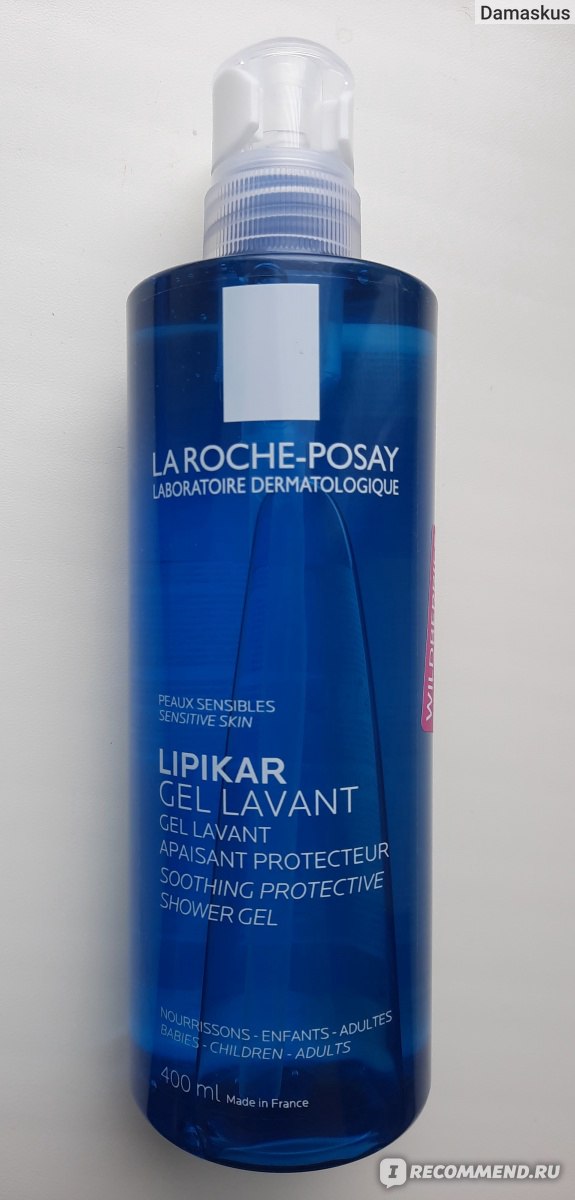 Damaskus
LA ROCHE-POSAY
LABORATOIRE DERMATOLOGIQUE
WILDBERRIES
PEAUX SENSIBLES
SENSITIVE SKIN
LIPIKAR
GEL LAVANT
GEL LAVANT
APAISANT PROTECTEUR
SOOTHING PROTECTIVE
SHOWER GEL
NOURRISSONS - ENFANTS - ADULTES
BABIES - CHILDREN - ADULTS
400 ml Made in France
IRECOMMEND.RU